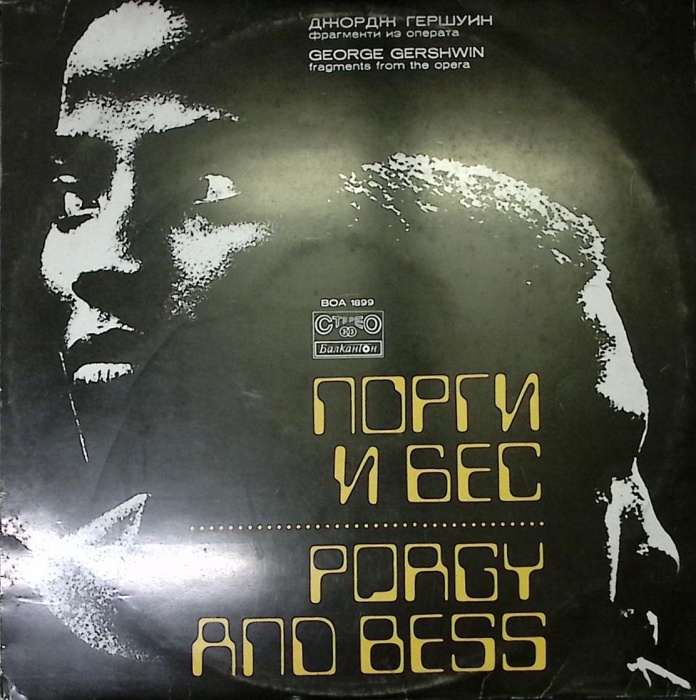 ДЖОРДЖ ГЕРШУИН
фрагменти из операта
GEORGE GERSHWIN
fragments from the opera
BOA 1899
СТЕРЕО
Балкантон
ПОРГИ
И БЕС
PORGY
AND BESS